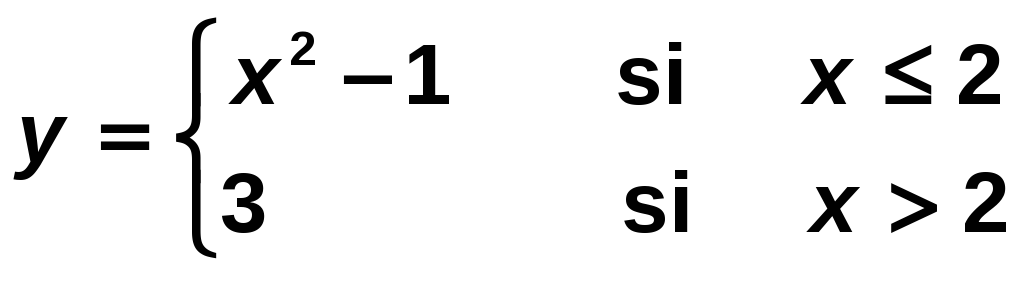 y = { x² − 1 si x ≤ 2
3 si x > 2